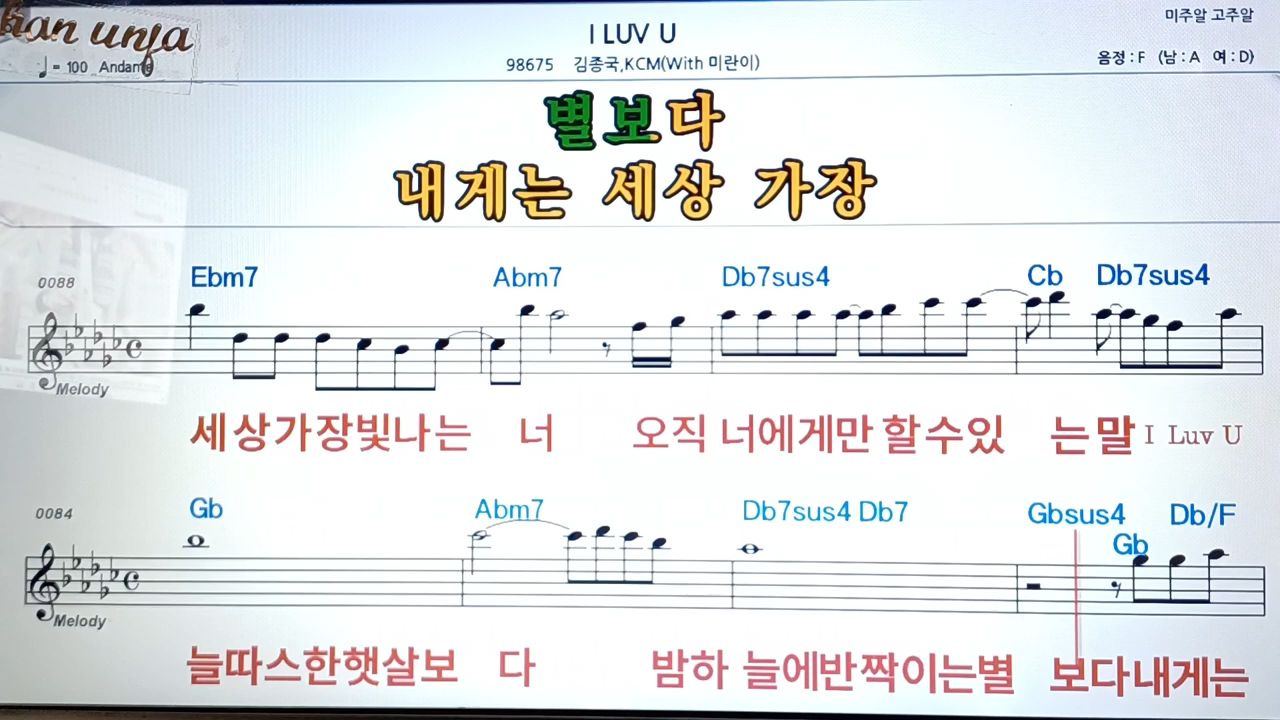 han unja
미주알 고주알
I LUV U
♩= 100 Andante
98675 김종국,KCM(With 미란이)
음정 : F (남 : A 여 : D)
별보다
내게는 세상 가장
0088
Ebm7 Abm7 Db7sus4 Cb Db7sus4
Melody
세상가장빛나는 너 오직 너에게만 할수있 는말 I Luv U
0084
Gb Abm7 Db7sus4 Db7 Gbsus4 Gb Db/F
Melody
늘따스한햇살보 다 밤하 늘에반짝이는별 보다내게는